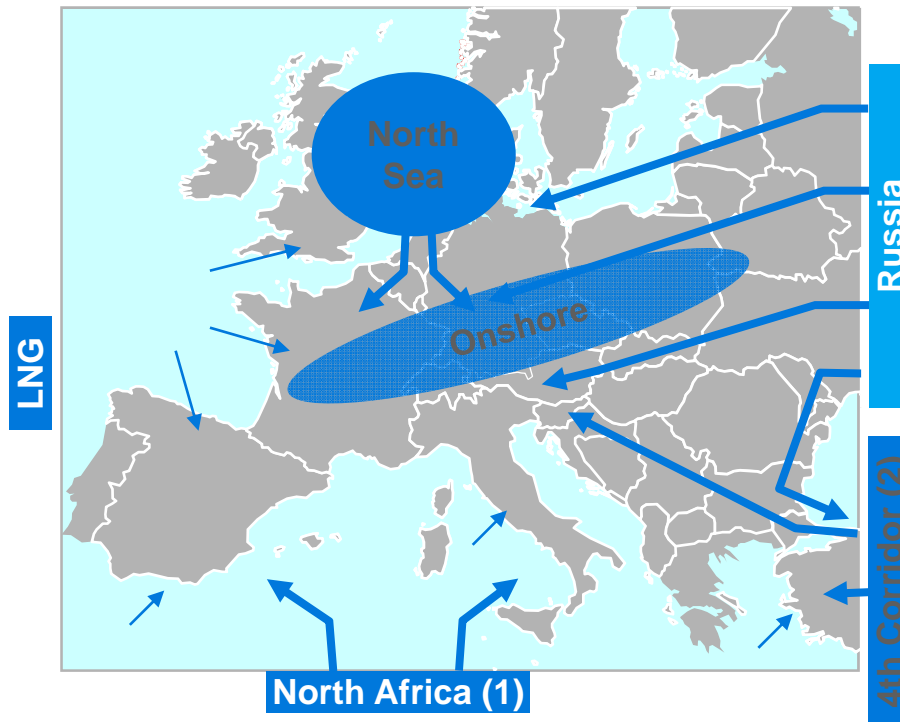 North
Sea
Russia
Onshore
LNG
4th Corridor (2)
North Africa (1)